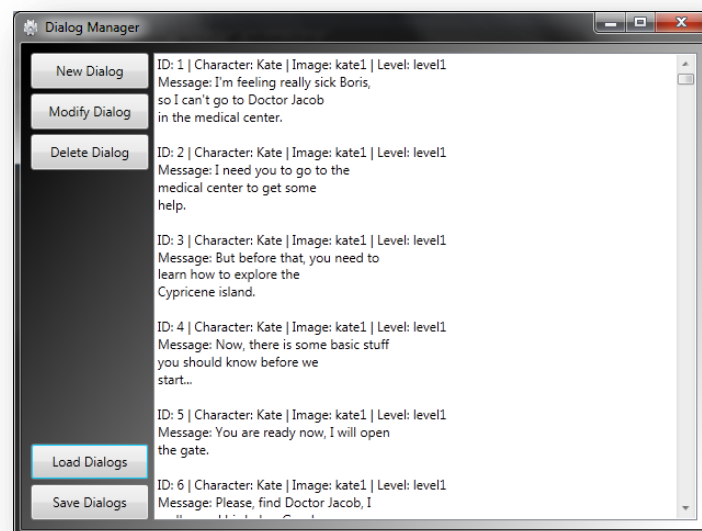 Dialog Manager
New Dialog
Modify Dialog
Delete Dialog
Load Dialogs
Save Dialogs
ID: 1 | Character: Kate | Image: kate1 | Level: level1
Message: I'm feeling really sick Boris,
so I can't go to Doctor Jacob
in the medical center.
ID: 2 | Character: Kate | Image: kate1 | Level: level1
Message: I need you to go to the
medical center to get some
help.
ID: 3 | Character: Kate | Image: kate1 | Level: level1
Message: But before that, you need to
learn how to explore the
Cypricene island.
ID: 4 | Character: Kate | Image: kate1 | Level: level1
Message: Now, there is some basic stuff
you should know before we
start...
ID: 5 | Character: Kate | Image: kate1 | Level: level1
Message: You are ready now, I will open
the gate.
ID: 6 | Character: Kate | Image: kate1 | Level: level1
Message: Please, find Doctor Jacob, I